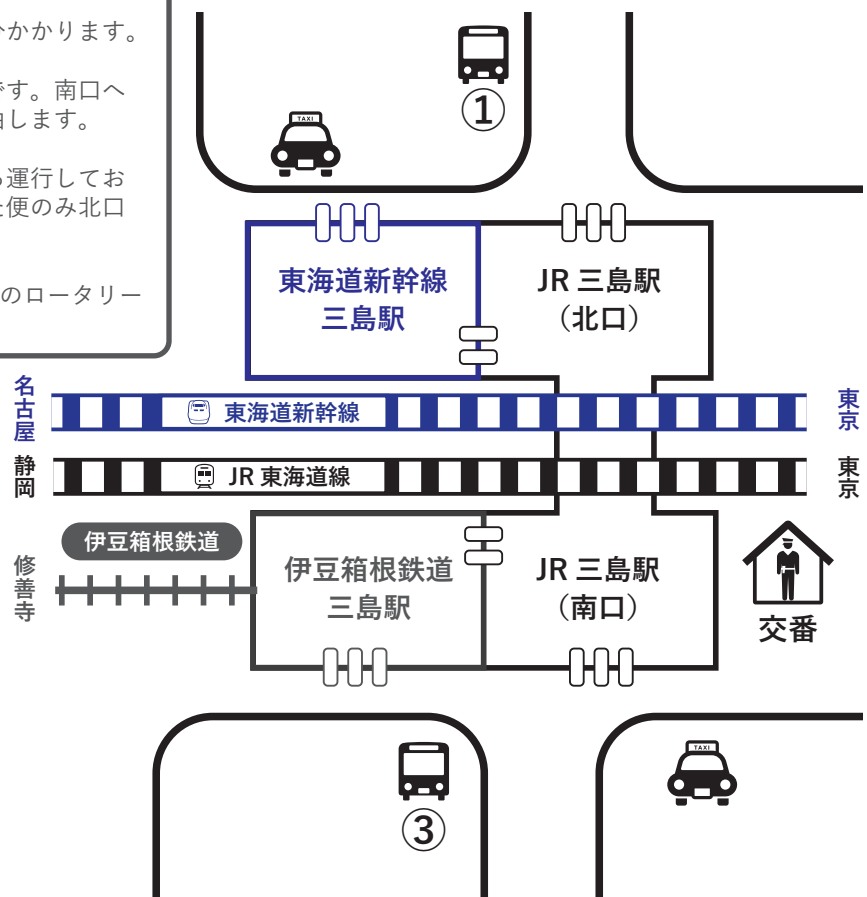 かかります。
です。南口へ
します。
運行してお
便のみ北口
のロータリー
①
TAXI
東海道新幹線
三島駅
JR 三島駅
（北口）
名古屋
東海道新幹線
東京
静岡
JR 東海道線
東京
伊豆箱根鉄道
修善寺
伊豆箱根鉄道
三島駅
JR 三島駅
（南口）
交番
③
TAXI